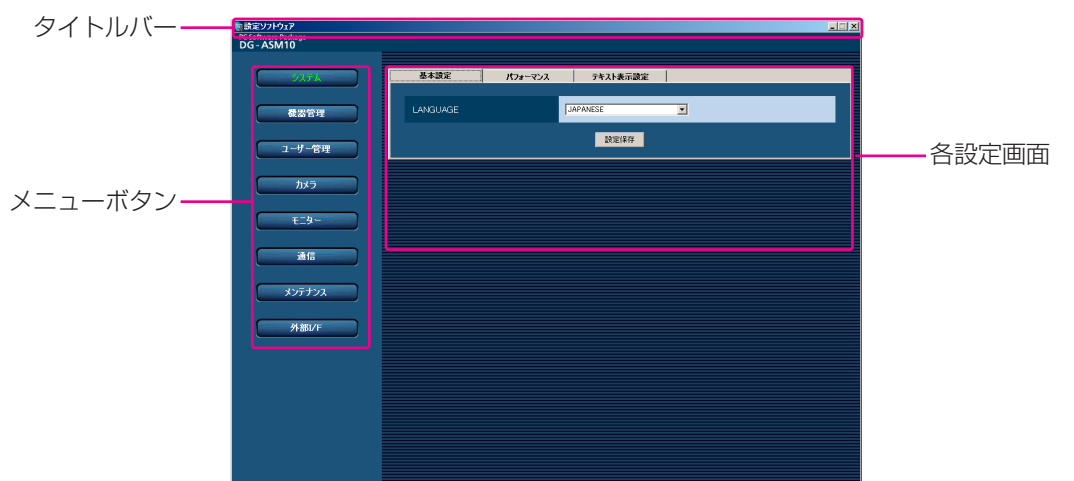 タイトルバー
設定ソフトウェア
PC Software Package
DG-ASM10
システム
機器管理
ユーザー管理
カメラ
モニター
通信
メンテナンス
外部I/F
メニューボタン
基本設定 パフォーマンス テキスト表示設定
LANGUAGE JAPANESE
設定保存
各設定画面